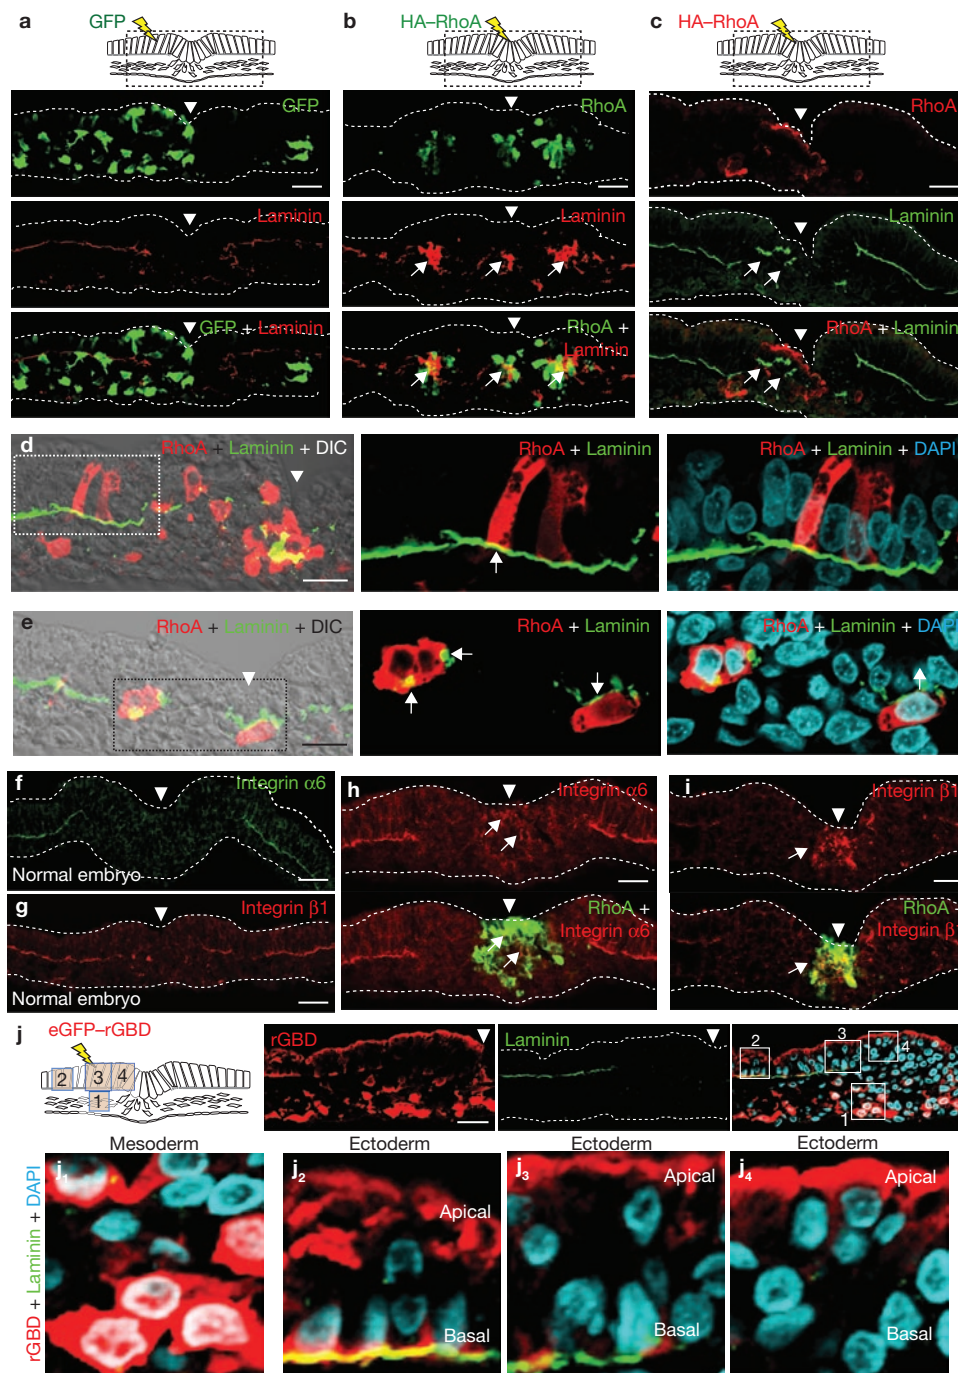 a
GFP
GFP
Laminin
GFP + Laminin
b
HA–RhoA
RhoA
Laminin
RhoA +
Laminin
c
HA–RhoA
RhoA
Laminin
RhoA + Laminin
d
RhoA + Laminin + DIC
RhoA + Laminin
RhoA + Laminin + DAPI
e
RhoA + Laminin + DIC
RhoA + Laminin
RhoA + Laminin + DAPI
f
Integrin α6
Normal embryo
g
Integrin β1
Normal embryo
h
Integrin α6
RhoA +
Integrin α6
i
Integrin β1
RhoA +
Integrin β1
j
eGFP–rGBD
2
3
4
1
rGBD
Laminin
2
3
4
1
rGBD + Laminin + DAPI
Mesoderm
j1
Ectoderm
j2
Apical
Basal
Ectoderm
j3
Apical
Basal
Ectoderm
j4
Apical
Basal